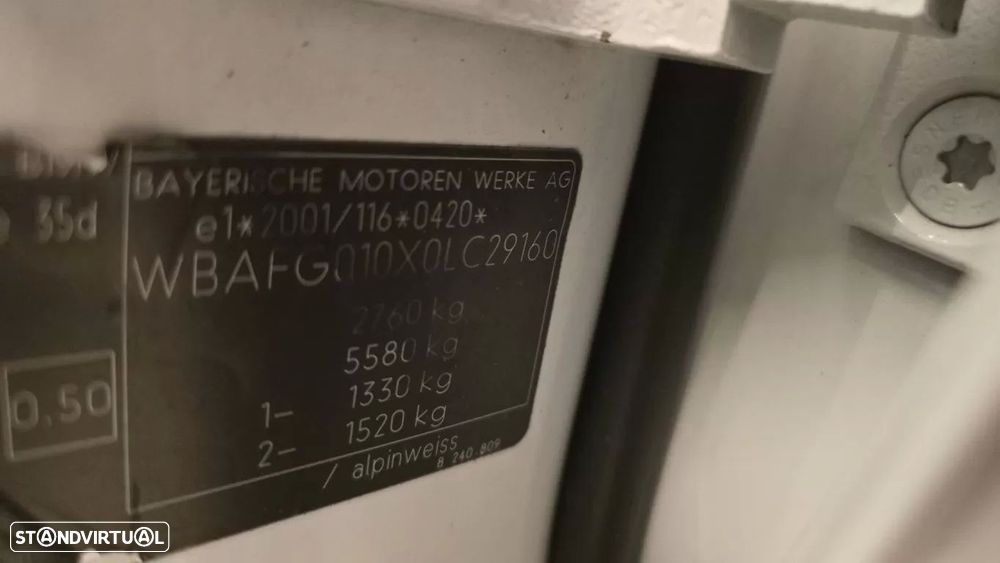 BAYERISCHE MOTOREN WERKE AG
e1*2001/116*0420*
35d
WBAFG010X0LC29160
2760 kg
5580 kg
0,50
1- 1330 kg
2- 1520 kg
/ alpinweiss
8 240 809
STANDVIRTUAL